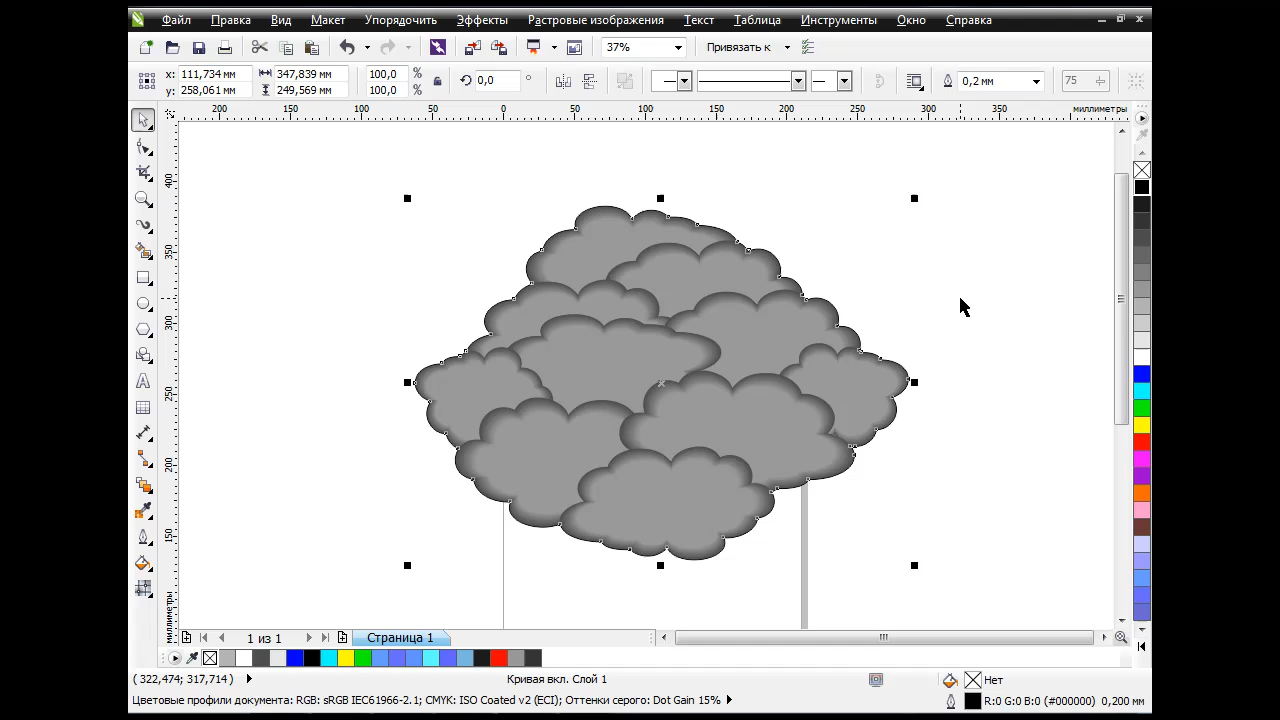 Файл Правка Вид Макет Упорядочить Эффекты Растровые изображения Текст Таблица Инструменты Окно Справка
37% Привязать к
x: 111,734 мм 347,839 мм 100,0 % 0,0 ° 0,2 мм 75
y: 258,061 мм 249,569 мм 100,0 %
200 150 100 50 0 50 100 150 200 250 300 350 миллиметры
400
350
300
250
200
150
миллиметры
1 из 1 Страница 1
( 322,474; 317,714 ) Кривая вкл. Слой 1 Нет
Цветовые профили документа: RGB: sRGB IEC61966-2.1; CMYK: ISO Coated v2 (ECI); Оттенки серого: Dot Gain 15% R:0 G:0 B:0 (#000000) 0,200 мм